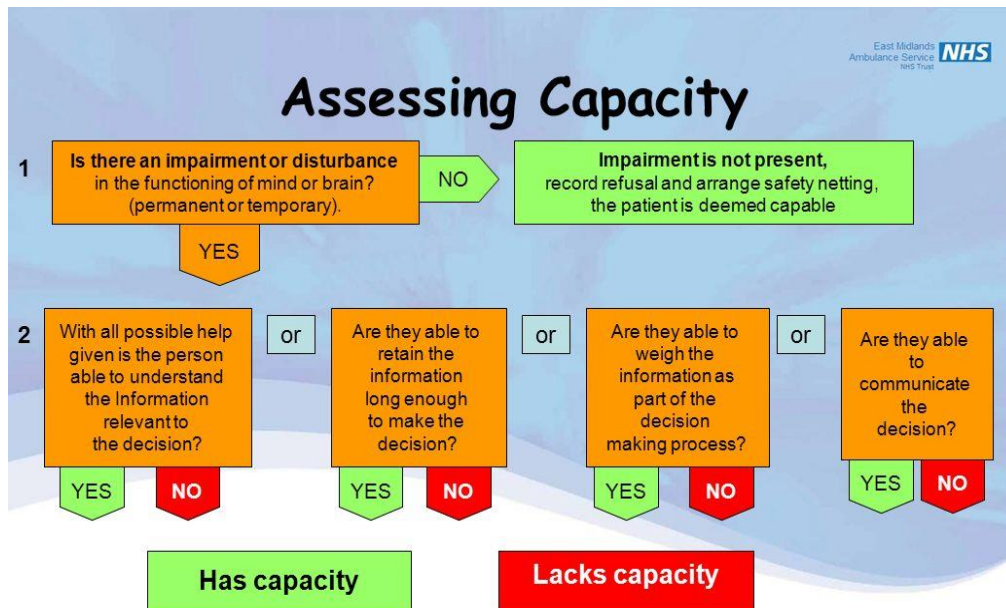 East Midlands
Ambulance Service
NHS Trust
NHS
Assessing Capacity
1
Is there an impairment or disturbance
in the functioning of mind or brain?
(permanent or temporary).
NO
Impairment is not present,
record refusal and arrange safety netting,
the patient is deemed capable
YES
2
With all possible help
given is the person
able to understand
the Information
relevant to
the decision?
or
Are they able to
retain the
information
long enough
to make the
decision?
or
Are they able to
weigh the
information as
part of the
decision
making process?
or
Are they able
to
communicate
the
decision?
YES
NO
YES
NO
YES
NO
YES
NO
Has capacity
Lacks capacity